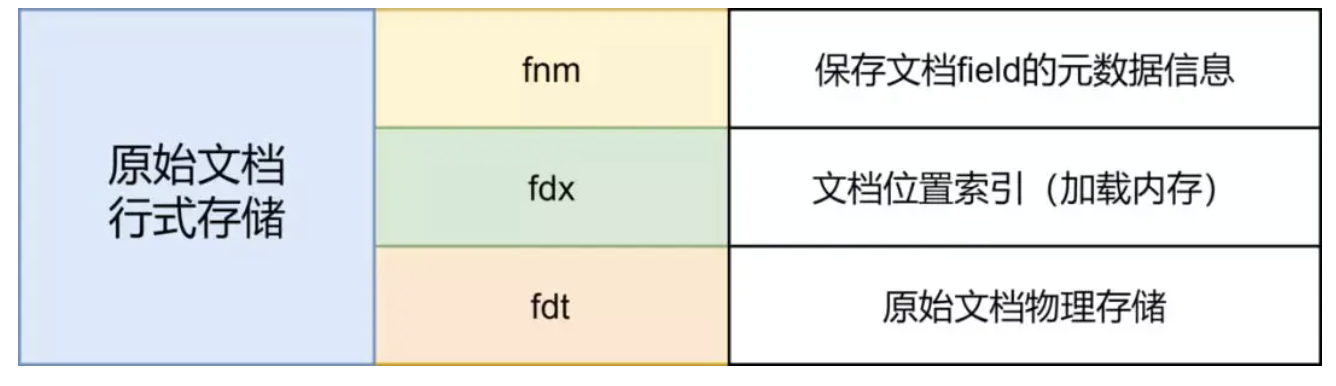 原始文档
行式存储
fnm
保存文档field的元数据信息
fdx
文档位置索引（加载内存）
fdt
原始文档物理存储